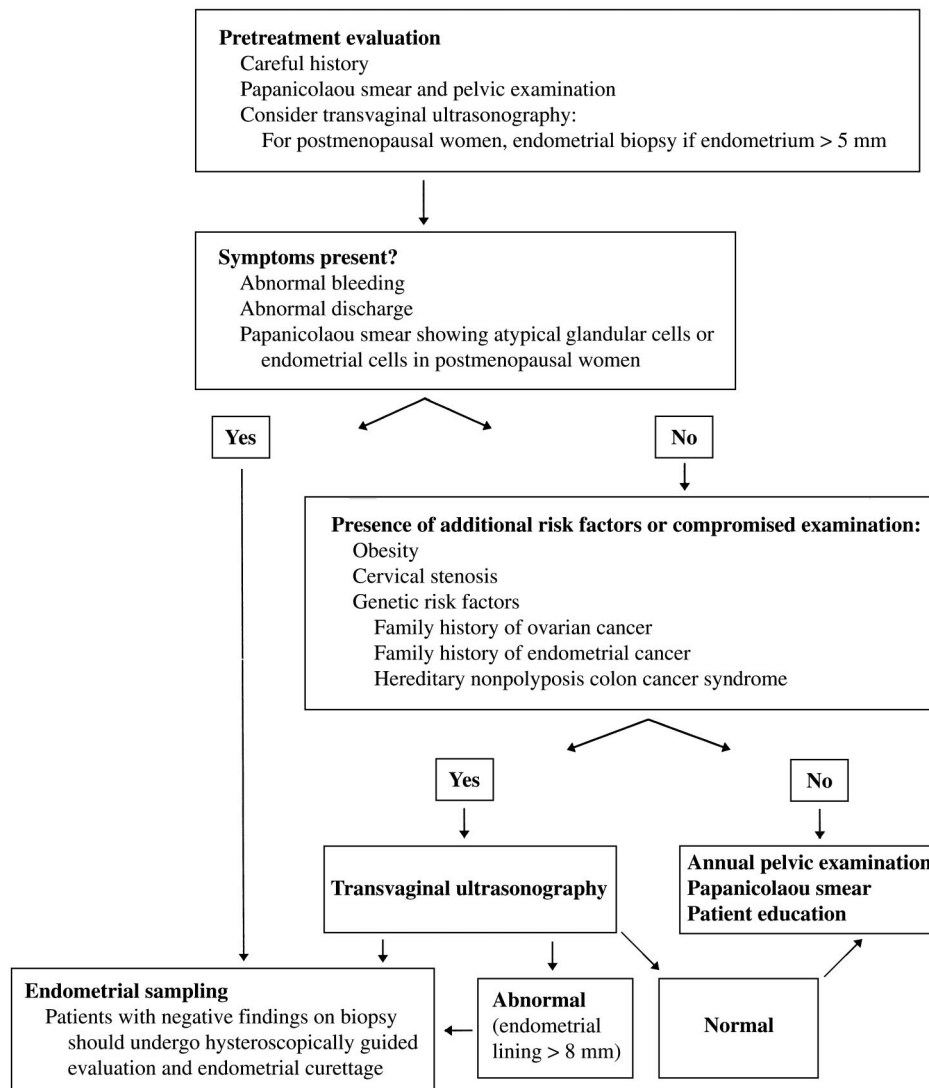 Pretreatment evaluation
Careful history
Papanicolaou smear and pelvic examination
Consider transvaginal ultrasonography:
For postmenopausal women, endometrial biopsy if endometrium > 5 mm
Symptoms present?
Abnormal bleeding
Abnormal discharge
Papanicolaou smear showing atypical glandular cells or
endometrial cells in postmenopausal women
Yes
No
Presence of additional risk factors or compromised examination:
Obesity
Cervical stenosis
Genetic risk factors
Family history of ovarian cancer
Family history of endometrial cancer
Hereditary nonpolyposis colon cancer syndrome
Yes
No
Transvaginal ultrasonography
Annual pelvic examination
Papanicolaou smear
Patient education
Endometrial sampling
Patients with negative findings on biopsy
should undergo hysteroscopically guided
evaluation and endometrial curettage
Abnormal
(endometrial
lining > 8 mm)
Normal